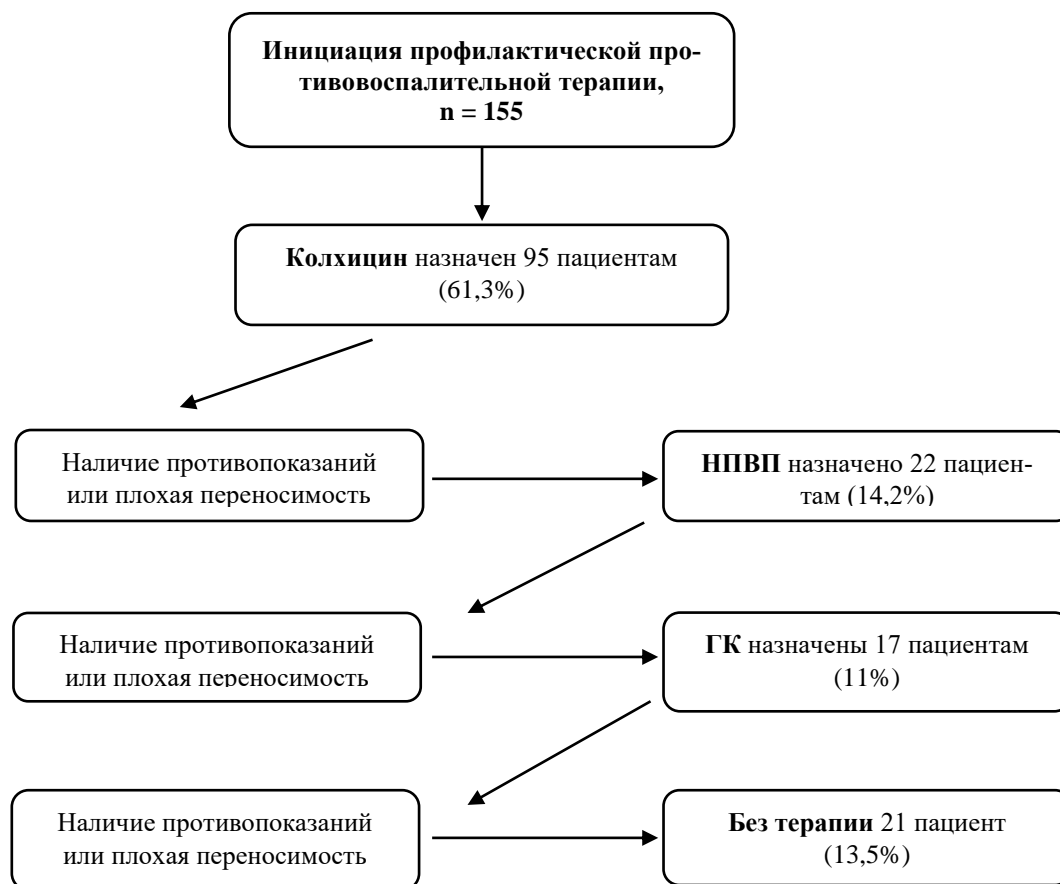 Инициация профилактической про-
тивовоспалительной терапии,
n = 155
Колхицин назначен 95 пациентам
(61,3%)
Наличие противопоказаний
или плохая переносимость
НПВП назначено 22 пациен-
там (14,2%)
Наличие противопоказаний
или плохая переносимость
ГК назначены 17 пациентам
(11%)
Наличие противопоказаний
или плохая переносимость
Без терапии 21 пациент
(13,5%)